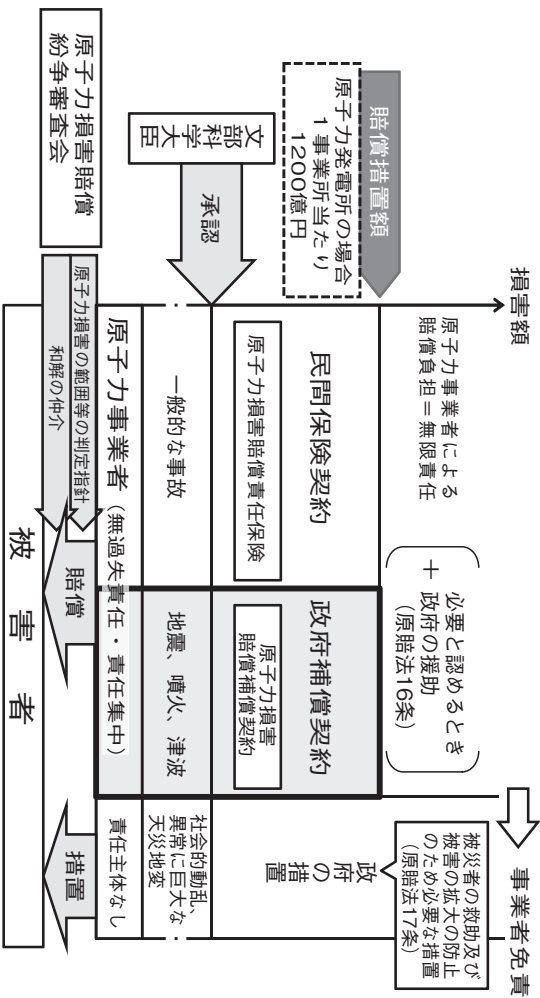 損害額
賠償措置額
原子力発電所の場合
１事業所当たり
1200億円
文部科学大臣
承認
原子力損害賠償
紛争審査会
原子力事業者による
賠償負担＝無限責任
＋
必要と認めるとき
政府の援助
（原賠法16条）
事業者免責
民間保険契約
原子力損害賠償責任保険
政府補償契約
原子力損害
賠償補償契約
政府の措置
被災者の救助及び
被害の拡大の防止
のため必要な措置
（原賠法17条）
一般的な事故
地震、噴火、津波
社会的動乱、
異常に巨大な
天災地変
原子力事業者（無過失責任・責任集中）
責任主体なし
原子力損害の範囲等の判定指針
和解の仲介
賠償
措置
被害者